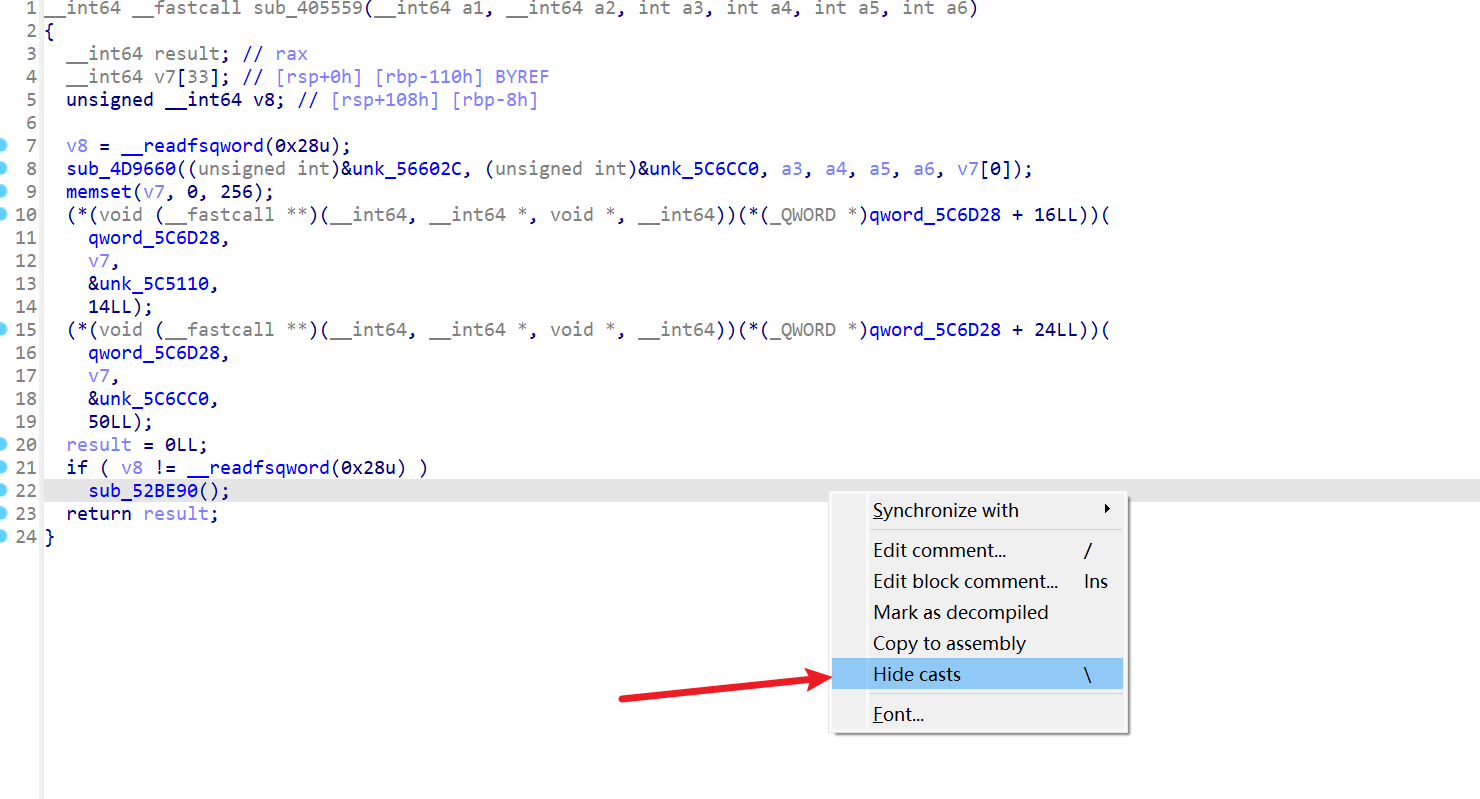 1 __int64 __fastcall sub_405559(__int64 a1, __int64 a2, int a3, int a4, int a5, int a6)
2 {
3   __int64 result; // rax
4   __int64 v7[33]; // [rsp+0h] [rbp-110h] BYREF
5   unsigned __int64 v8; // [rsp+108h] [rbp-8h]
6
7   v8 = __readfsqword(0x28u);
8   sub_4D9660((unsigned int)&unk_56602C, (unsigned int)&unk_5C6CC0, a3, a4, a5, a6, v7[0]);
9   memset(v7, 0, 256);
10   (*(void (__fastcall **)(__int64, __int64 *, void *, __int64))(*(_QWORD *)qword_5C6D28 + 16LL))(
11     qword_5C6D28,
12     v7,
13     &unk_5C5110,
14     14LL);
15   (*(void (__fastcall **)(__int64, __int64 *, void *, __int64))(*(_QWORD *)qword_5C6D28 + 24LL))(
16     qword_5C6D28,
17     v7,
18     &unk_5C6CC0,
19     50LL);
20   result = 0LL;
21   if ( v8 != __readfsqword(0x28u) )
22     sub_52BE90();
23   return result;
24 }
Synchronize with
Edit comment... /
Edit block comment... Ins
Mark as decompiled
Copy to assembly
Hide casts \
Font...